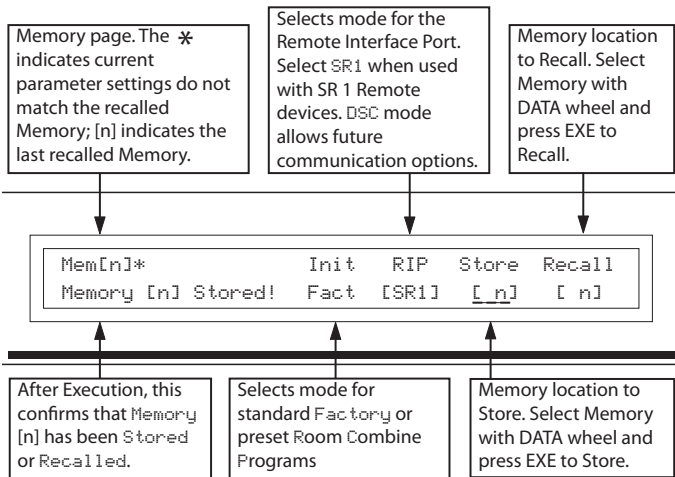 Memory page. The *
indicates current
parameter settings do not
match the recalled
Memory; [n] indicates the
last recalled Memory.
Selects mode for the
Remote Interface Port.
Select SR1 when used
with SR 1 Remote
devices. DSC mode
allows future
communication options.
Memory location
to Recall. Select
Memory with
DATA wheel and
press EXE to
Recall.
Mem[n]* Init RIP Store Recall
Memory [n] Stored! Fact [SR1] [_n] [ n]
After Execution, this
confirms that Memory
[n] has been Stored
or Recalled.
Selects mode for
standard Factory or
preset Room Combine
Programs
Memory location to
Store. Select Memory
with DATA wheel and
press EXE to Store.